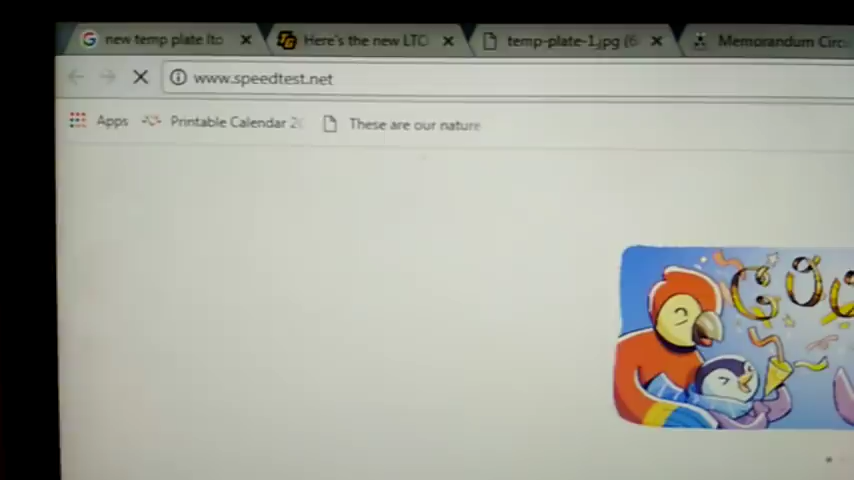 new temp plate lto
Here's the new LTO
temp-plate-1.jpg (6
Memorandum Circ
www.speedtest.net
Apps
Printable Calendar 2
These are our nature